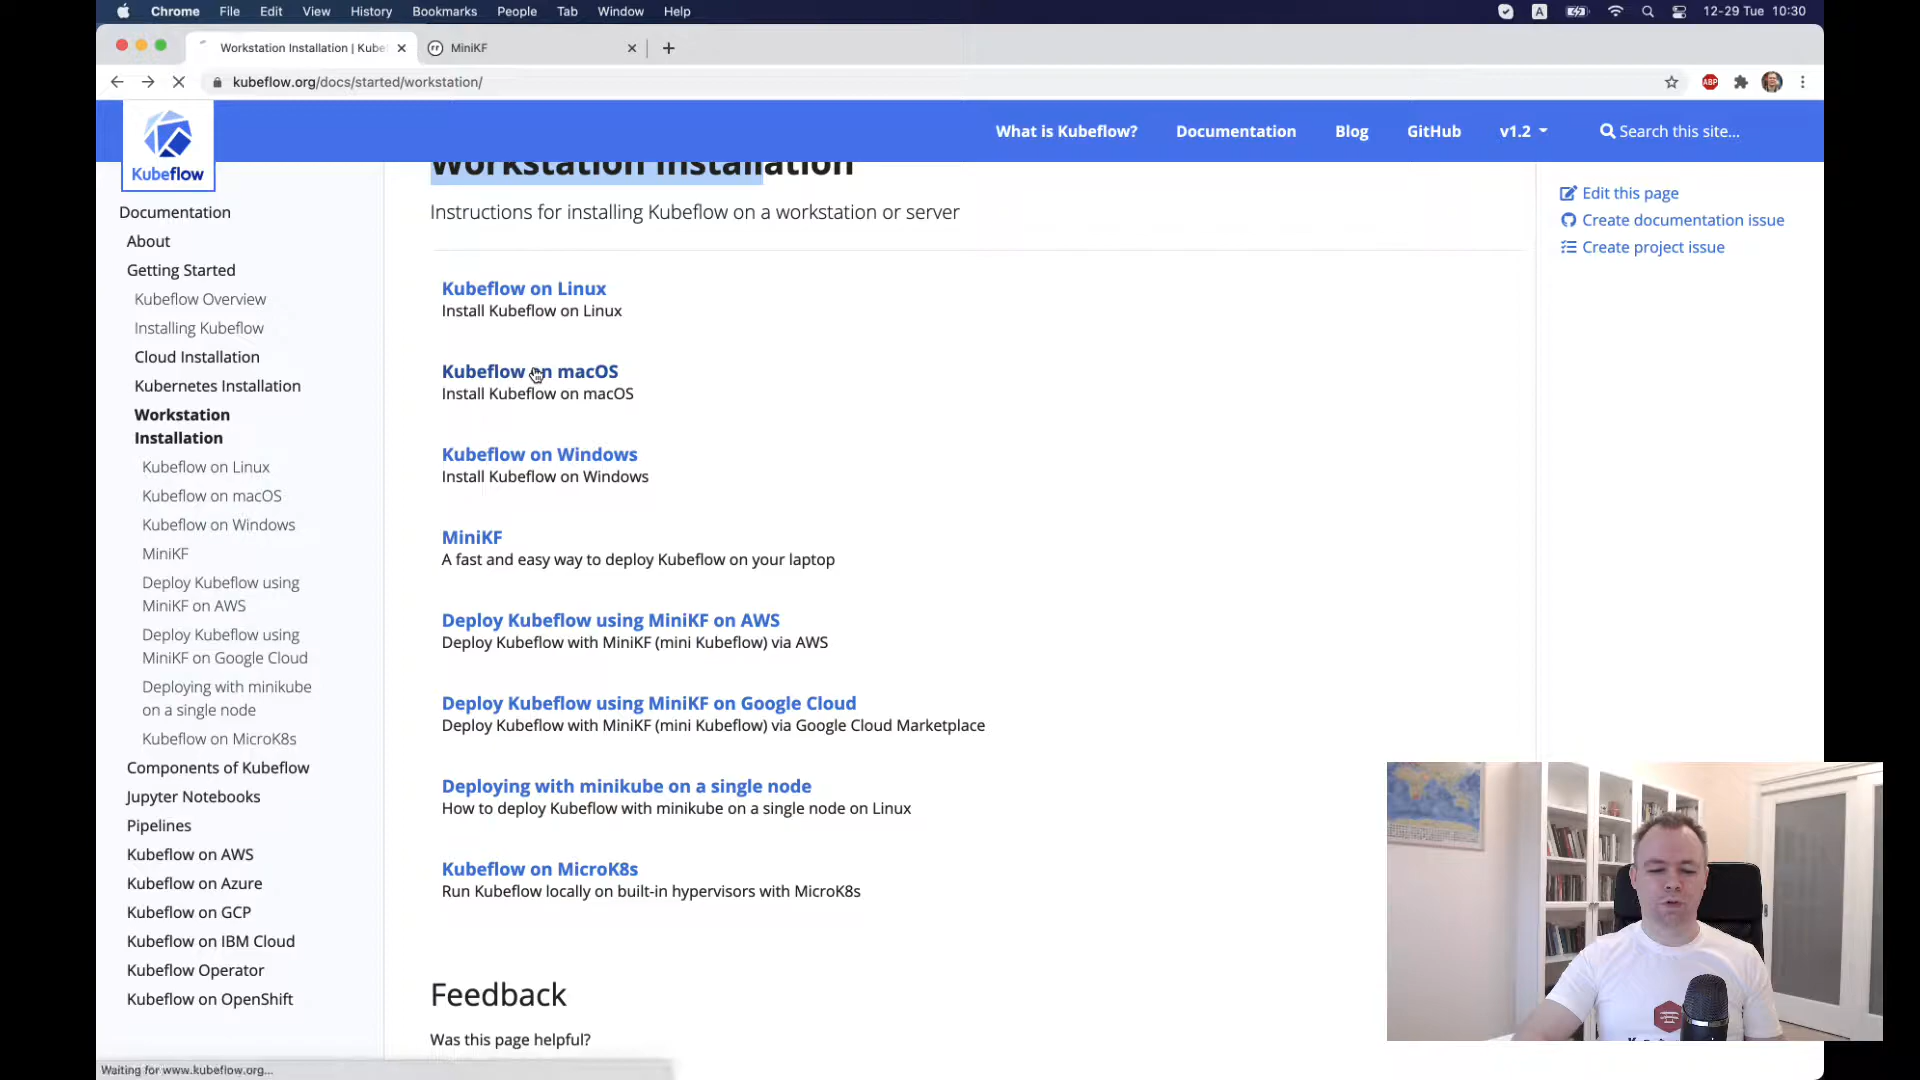 Chrome File Edit View History Bookmarks People Tab Window Help
A 12-29 Tue 10:30
Workstation Installation | Kube
MiniKF
kubeflow.org/docs/started/workstation/
ABP
Kubeflow
What is Kubeflow? Documentation Blog GitHub v1.2 Search this site...
Documentation
About
Getting Started
Kubeflow Overview
Installing Kubeflow
Cloud Installation
Kubernetes Installation
Workstation
Installation
Kubeflow on Linux
Kubeflow on macOS
Kubeflow on Windows
MiniKF
Deploy Kubeflow using
MiniKF on AWS
Deploy Kubeflow using
MiniKF on Google Cloud
Deploying with minikube
on a single node
Kubeflow on MicroK8s
Components of Kubeflow
Jupyter Notebooks
Pipelines
Kubeflow on AWS
Kubeflow on Azure
Kubeflow on GCP
Kubeflow on IBM Cloud
Kubeflow Operator
Kubeflow on OpenShift
Workstation Installation
Instructions for installing Kubeflow on a workstation or server
Kubeflow on Linux
Install Kubeflow on Linux
Kubeflow on macOS
Install Kubeflow on macOS
Kubeflow on Windows
Install Kubeflow on Windows
MiniKF
A fast and easy way to deploy Kubeflow on your laptop
Deploy Kubeflow using MiniKF on AWS
Deploy Kubeflow with MiniKF (mini Kubeflow) via AWS
Deploy Kubeflow using MiniKF on Google Cloud
Deploy Kubeflow with MiniKF (mini Kubeflow) via Google Cloud Marketplace
Deploying with minikube on a single node
How to deploy Kubeflow with minikube on a single node on Linux
Kubeflow on MicroK8s
Run Kubeflow locally on built-in hypervisors with MicroK8s
Feedback
Was this page helpful?
Edit this page
Create documentation issue
Create project issue
Waiting for www.kubeflow.org...